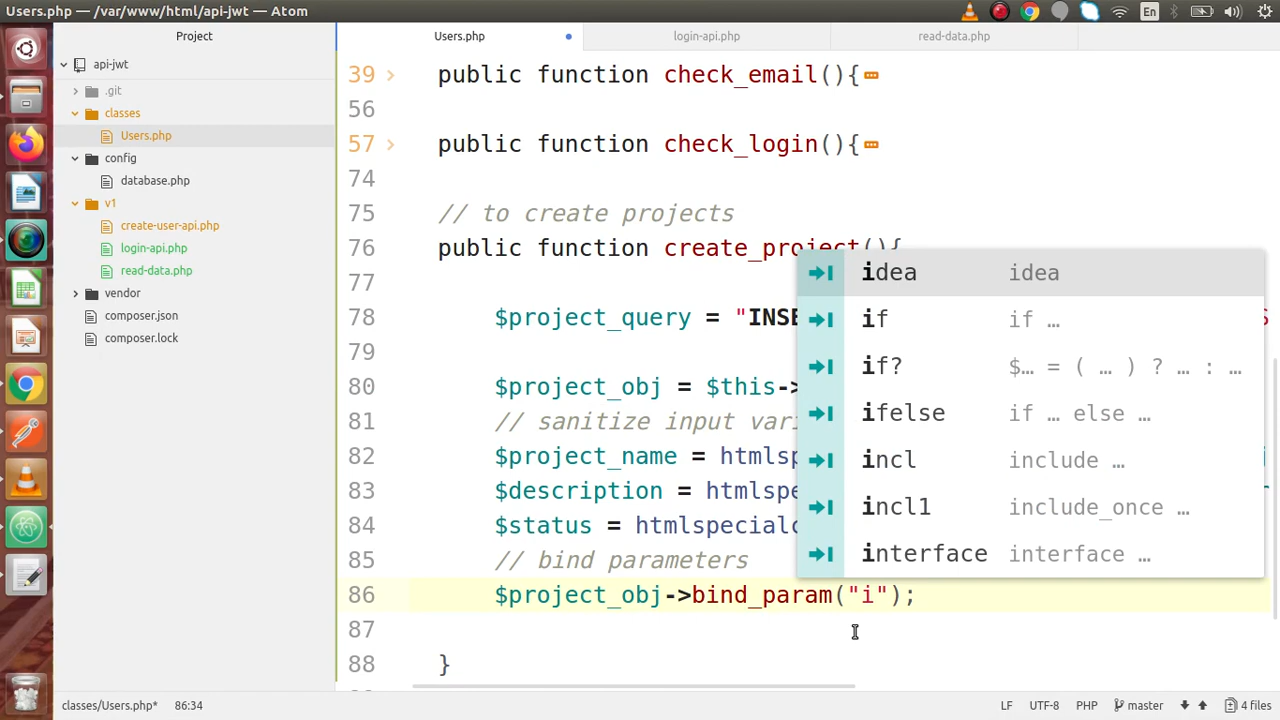 Users.php — /var/www/html/api-jwt — Atom
En
Project
Users.php
login-api.php
read-data.php
api-jwt
.git
classes
Users.php
config
database.php
v1
create-user-api.php
login-api.php
read-data.php
vendor
composer.json
composer.lock
39 public function check_email(){
56
57 public function check_login(){
74
75 // to create projects
76 public function create_project(){
77
78 $project_query = "INSE
79
80 $project_obj = $this->
81 // sanitize input vari
82 $project_name = htmlsp
83 $description = htmlspe
84 $status = htmlspecialc
85 // bind parameters
86 $project_obj->bind_param("i");
87
88 }
idea idea
if if …
if? $… = ( … ) ? … : …
ifelse if … else …
incl include …
incl1 include_once …
interface interface …
classes/Users.php* 86:34
LF UTF-8 PHP master 4 files